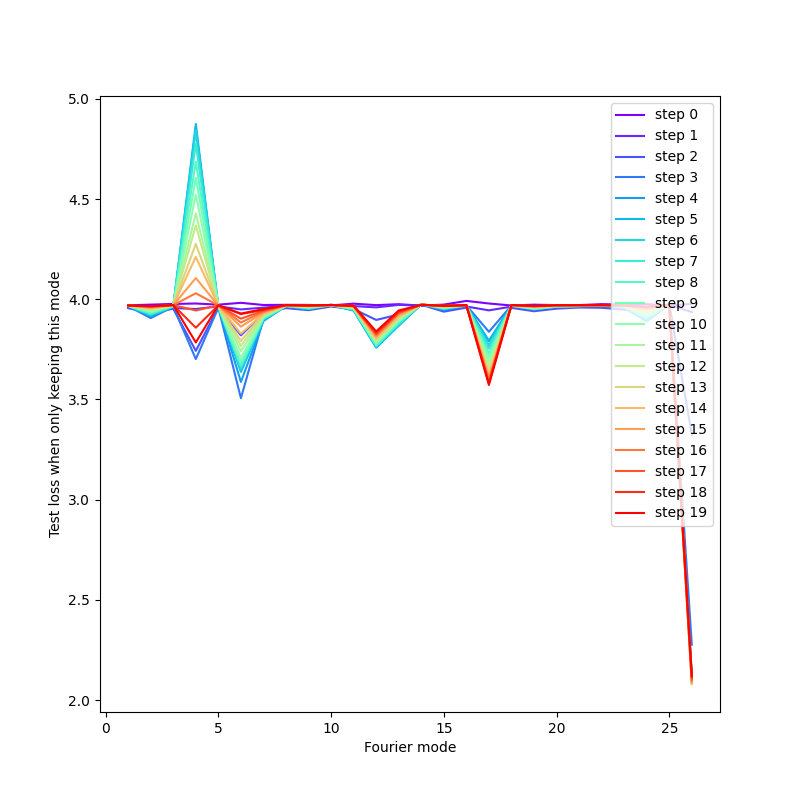 5.0
4.5
4.0
3.5
3.0
2.5
2.0
Test loss when only keeping this mode
0
5
10
15
20
25
Fourier mode
step 0
step 1
step 2
step 3
step 4
step 5
step 6
step 7
step 8
step 9
step 10
step 11
step 12
step 13
step 14
step 15
step 16
step 17
step 18
step 19